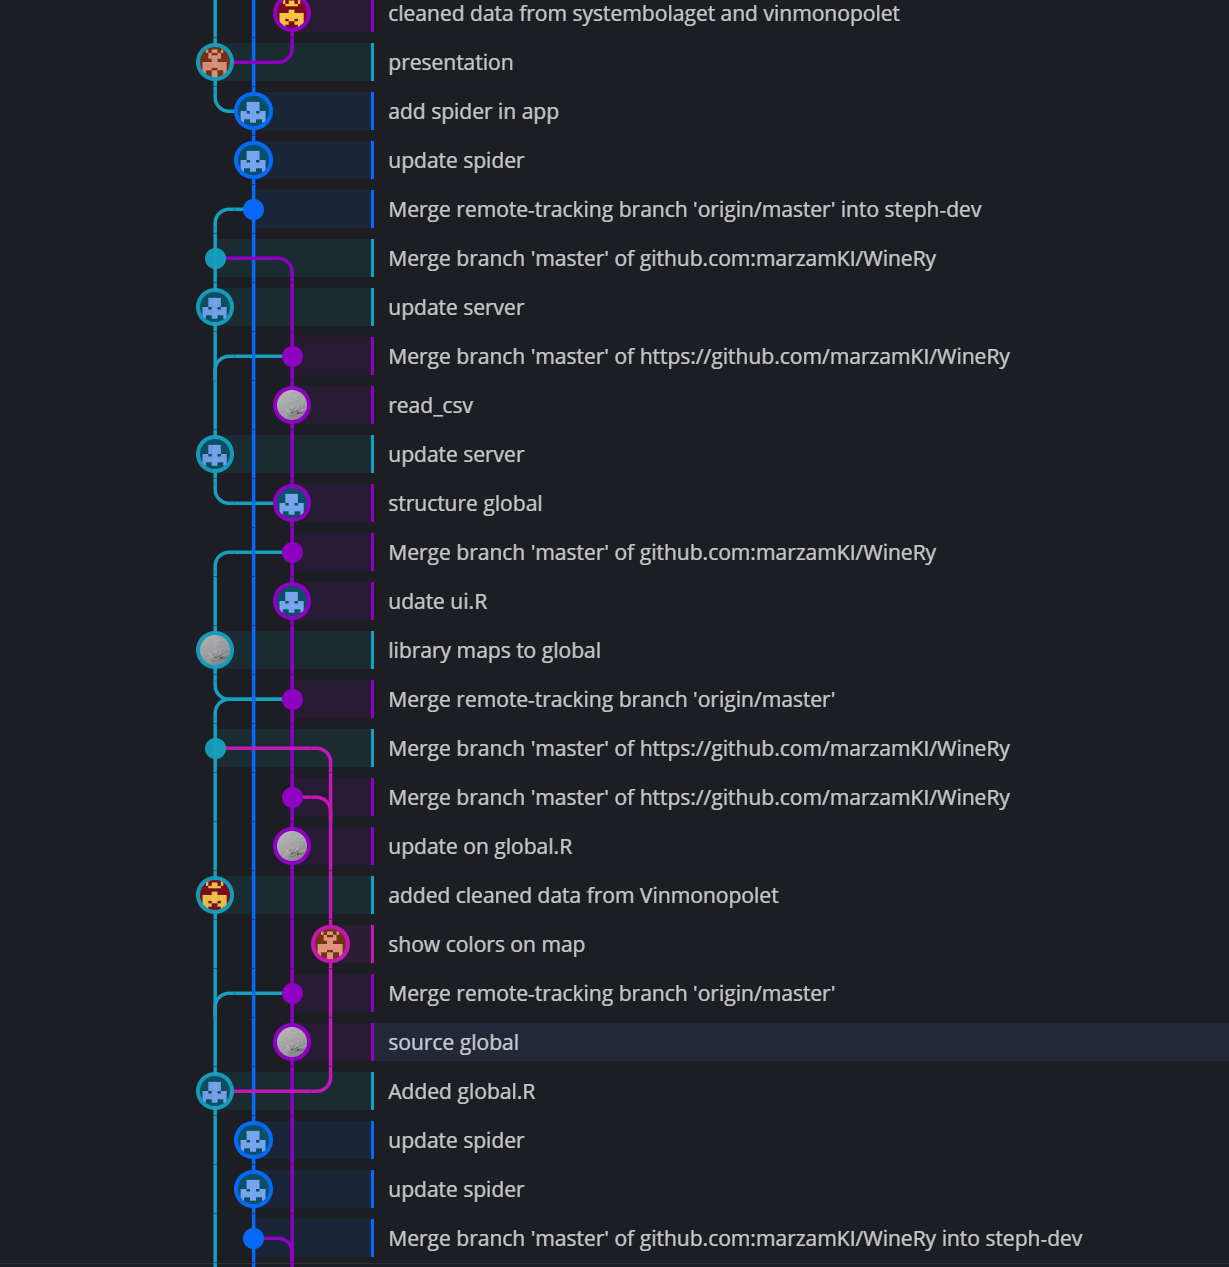 cleaned data from systembolaget and vinmonopolet
presentation
add spider in app
update spider
Merge remote-tracking branch 'origin/master' into steph-dev
Merge branch 'master' of github.com:marzamKI/WineRy
update server
Merge branch 'master' of https://github.com/marzamKI/WineRy
read_csv
update server
structure global
Merge branch 'master' of github.com:marzamKI/WineRy
udate ui.R
library maps to global
Merge remote-tracking branch 'origin/master'
Merge branch 'master' of https://github.com/marzamKI/WineRy
Merge branch 'master' of https://github.com/marzamKI/WineRy
update on global.R
added cleaned data from Vinmonopolet
show colors on map
Merge remote-tracking branch 'origin/master'
source global
Added global.R
update spider
update spider
Merge branch 'master' of github.com:marzamKI/WineRy into steph-dev